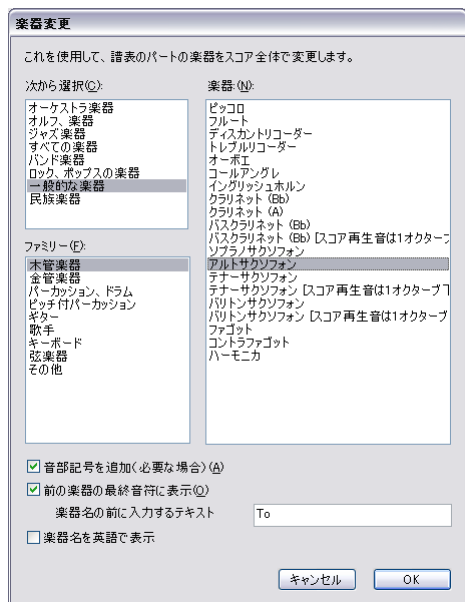 楽器変更
これを使用して、譜表のパートの楽器をスコア全体で変更します。
次から選択(C):
オーケストラ楽器
オルフ、楽器
ジャズ楽器
すべての楽器
バンド楽器
ロック、ポップスの楽器
一般的な楽器
民族楽器
ファミリー(F):
木管楽器
金管楽器
パーカッション、ドラム
ピッチ付パーカッション
ギター
歌手
キーボード
弦楽器
その他
楽器:(N):
ピッコロ
フルート
ディスカントリコーダー
トレブルリコーダー
オーボエ
コールアングレ
イングリッシュホルン
クラリネット (Bb)
クラリネット (A)
バスクラリネット (Bb)
バスクラリネット (Bb) [スコア再生音は1オクターブ
ソプラノサクソフォン
アルトサクソフォン
テナーサクソフォン
テナーサクソフォン [スコア再生音は1オクターブ下
バリトンサクソフォン
バリトンサクソフォン [スコア再生音は1オクターブ
ファゴット
コントラファゴット
ハーモニカ
音部記号を追加(必要な場合)(A)
前の楽器の最終音符に表示(O)
楽器名の前に入力するテキスト
To
楽器名を英語で表示
キャンセル
OK